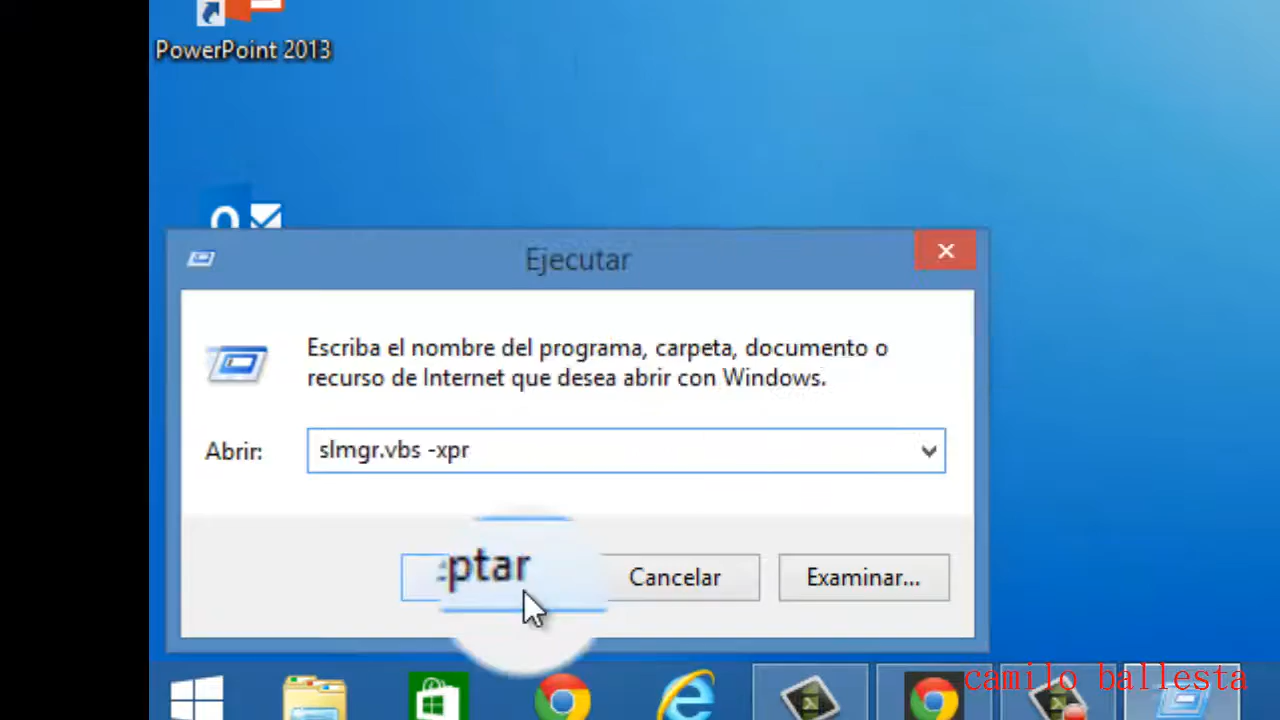 PowerPoint 2013
Ejecutar
Escriba el nombre del programa, carpeta, documento o
recurso de Internet que desea abrir con Windows.
Abrir: slmgr.vbs -xpr
ptar Cancelar Examinar...
camilo ballesta